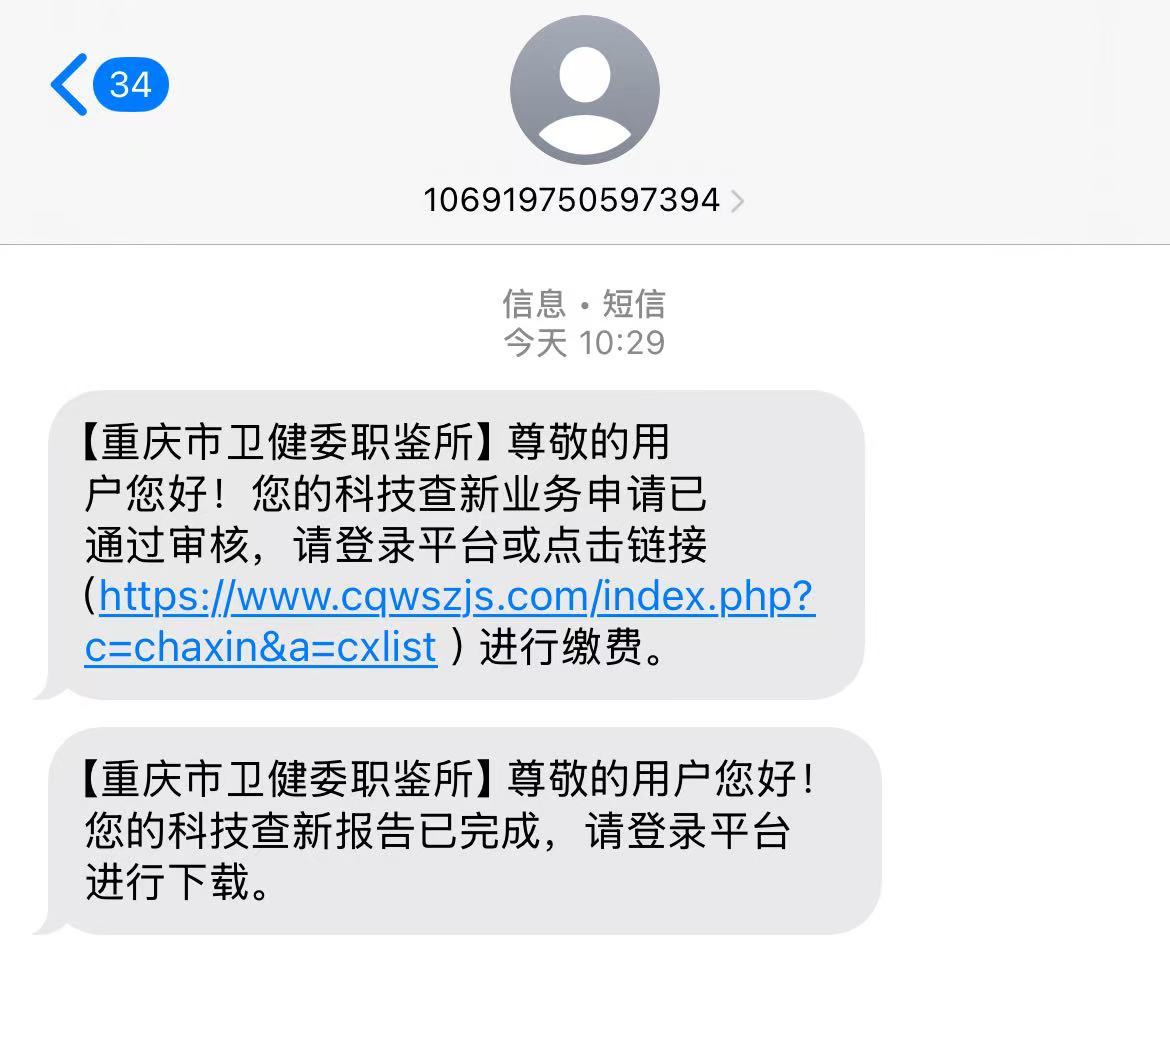 34
106919750597394
信息 • 短信
今天 10:29
【重庆市卫健委职鉴所】尊敬的用
户您好！您的科技查新业务申请已
通过审核，请登录平台或点击链接
(https://www.cqwszjs.com/index.php?
c=chaxin&a=cxlist ) 进行缴费。
【重庆市卫健委职鉴所】尊敬的用户您好！
您的科技查新报告已完成，请登录平台
进行下载。